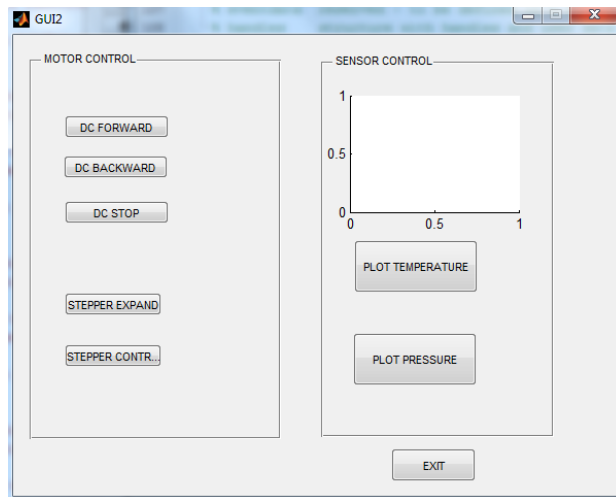 GUI2
MOTOR CONTROL
DC FORWARD
DC BACKWARD
DC STOP
STEPPER EXPAND
STEPPER CONTR...
SENSOR CONTROL
1
0.5
0
0 0.5 1
PLOT TEMPERATURE
PLOT PRESSURE
EXIT